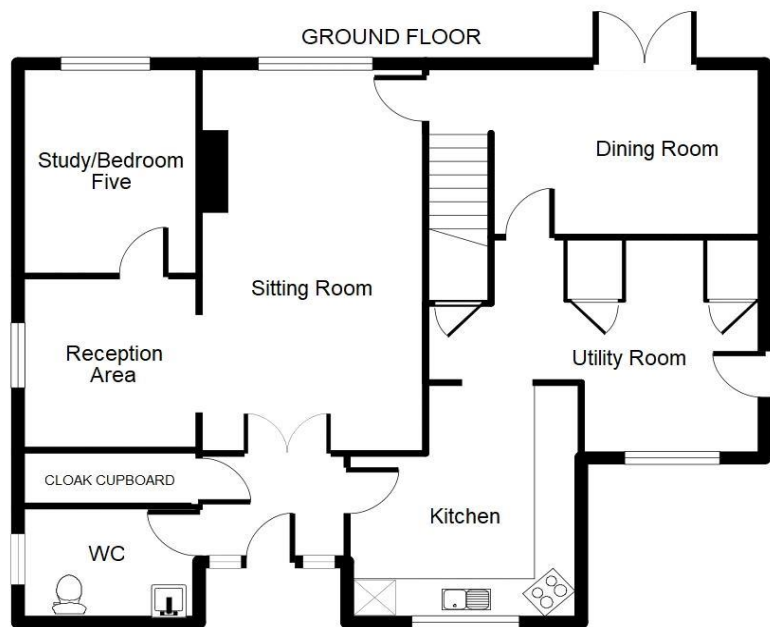 GROUND FLOOR
Study/Bedroom
Five
Dining Room
Sitting Room
Reception
Area
Utility Room
CLOAK CUPBOARD
Kitchen
WC